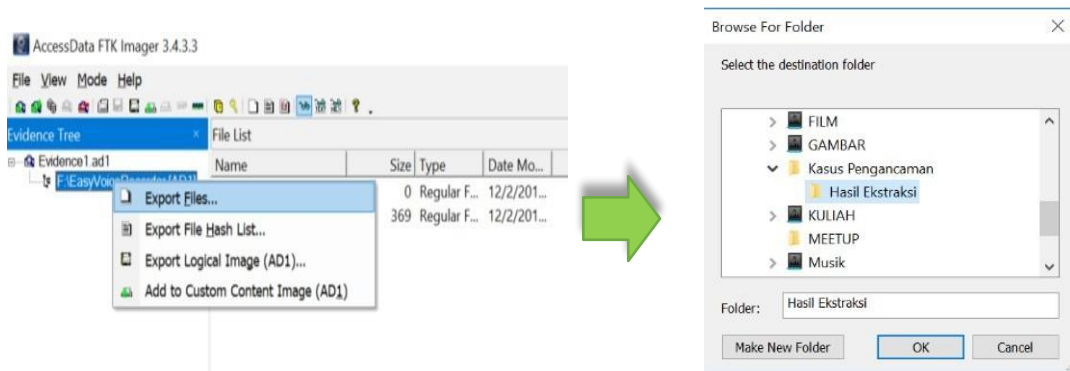 AccessData FTK Imager 3.4.3.3
File View Mode Help
Evidence Tree
File List
Evidence1.ad1
Name Size Type Date Mo...
F:\EasyVoiceRecorder [AD1]
0 Regular F... 12/2/201...
369 Regular F... 12/2/201...
Export Files...
Export File Hash List...
Export Logical Image (AD1)...
Add to Custom Content Image (AD1)
Browse For Folder
Select the destination folder
FILM
GAMBAR
Kasus Pengancaman
Hasil Ekstraksi
KULIAH
MEETUP
Musik
Folder: Hasil Ekstraksi
Make New Folder OK Cancel